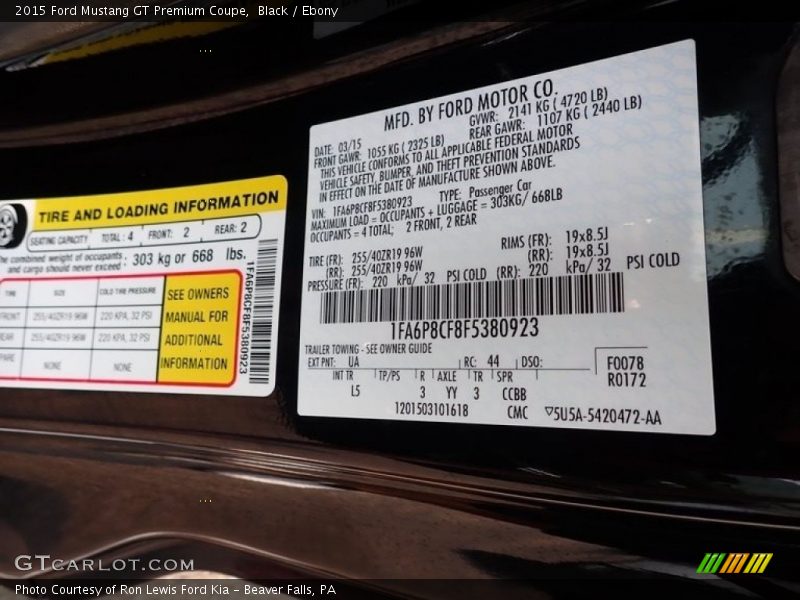 2015 Ford Mustang GT Premium Coupe,  Black / Ebony
TIRE AND LOADING INFORMATION
SEATING CAPACITY TOTAL : 4 FRONT: 2 REAR: 2
The combined weight of occupants and cargo should never exceed : 303 kg or 668 lbs.
TIRE SIZE COLD TIRE PRESSURE
FRONT 255/40ZR19 96W 220 KPA, 32 PSI
REAR 255/40ZR19 96W 220 KPA, 32 PSI
SPARE NONE NONE
SEE OWNERS
MANUAL FOR
ADDITIONAL
INFORMATION
1FA6P8CF8F5380923
MFD. BY FORD MOTOR CO.
DATE: 03/15 GVWR: 2141 KG ( 4720 LB)
FRONT GAWR: 1055 KG ( 2325 LB) REAR GAWR: 1107 KG ( 2440 LB)
THIS VEHICLE CONFORMS TO ALL APPLICABLE FEDERAL MOTOR
VEHICLE SAFETY, BUMPER, AND THEFT PREVENTION STANDARDS
IN EFFECT ON THE DATE OF MANUFACTURE SHOWN ABOVE.
VIN: 1FA6P8CF8F5380923 TYPE: Passenger Car
MAXIMUM LOAD = OCCUPANTS + LUGGAGE = 303KG/ 668LB
OCCUPANTS = 4 TOTAL; 2 FRONT, 2 REAR
TIRE (FR): 255/40ZR19 96W RIMS (FR): 19x8.5J
(RR): 255/40ZR19 96W (RR): 19x8.5J
PRESSURE (FR): 220 kPa/ 32 PSI COLD (RR): 220 kPa/ 32 PSI COLD
1FA6P8CF8F5380923
TRAILER TOWING - SEE OWNER GUIDE
EXT PNT: UA RC: 44 DSO: F0078
INT TR TP/PS R AXLE TR SPR R0172
L5 3 YY 3 CCBB
1201503101618 CMC ▽5U5A-5420472-AA
GTCARLOT.COM
Photo Courtesy of Ron Lewis Ford Kia – Beaver Falls, PA